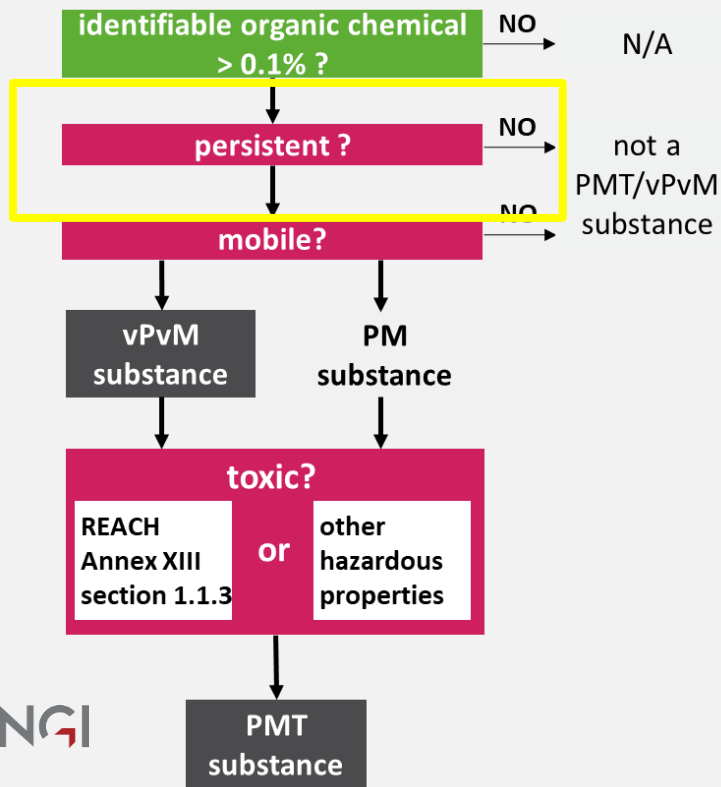 identifiable organic chemical
> 0.1% ?
NO
N/A
persistent ?
NO
not a
PMT/vPvM
substance
mobile?
NO
vPvM
substance
PM
substance
toxic?
REACH
Annex XIII
section 1.1.3
or
other
hazardous
properties
PMT
substance
NGI